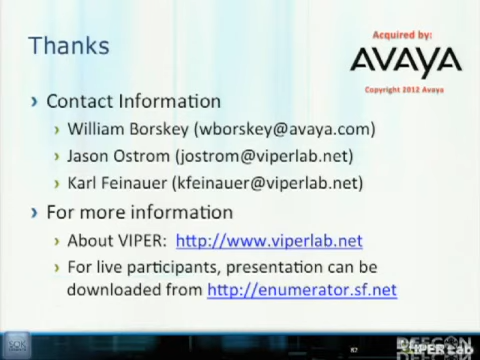 Thanks
Acquired by:
AVAYA
Copyright 2012 Avaya
› Contact Information
› William Borskey (wborskey@avaya.com)
› Jason Ostrom (jostrom@viperlab.net)
› Karl Feinauer (kfeinauer@viperlab.net)
› For more information
› About VIPER: http://www.viperlab.net
› For live participants, presentation can be
downloaded from http://enumerator.sf.net
VIPER Lab